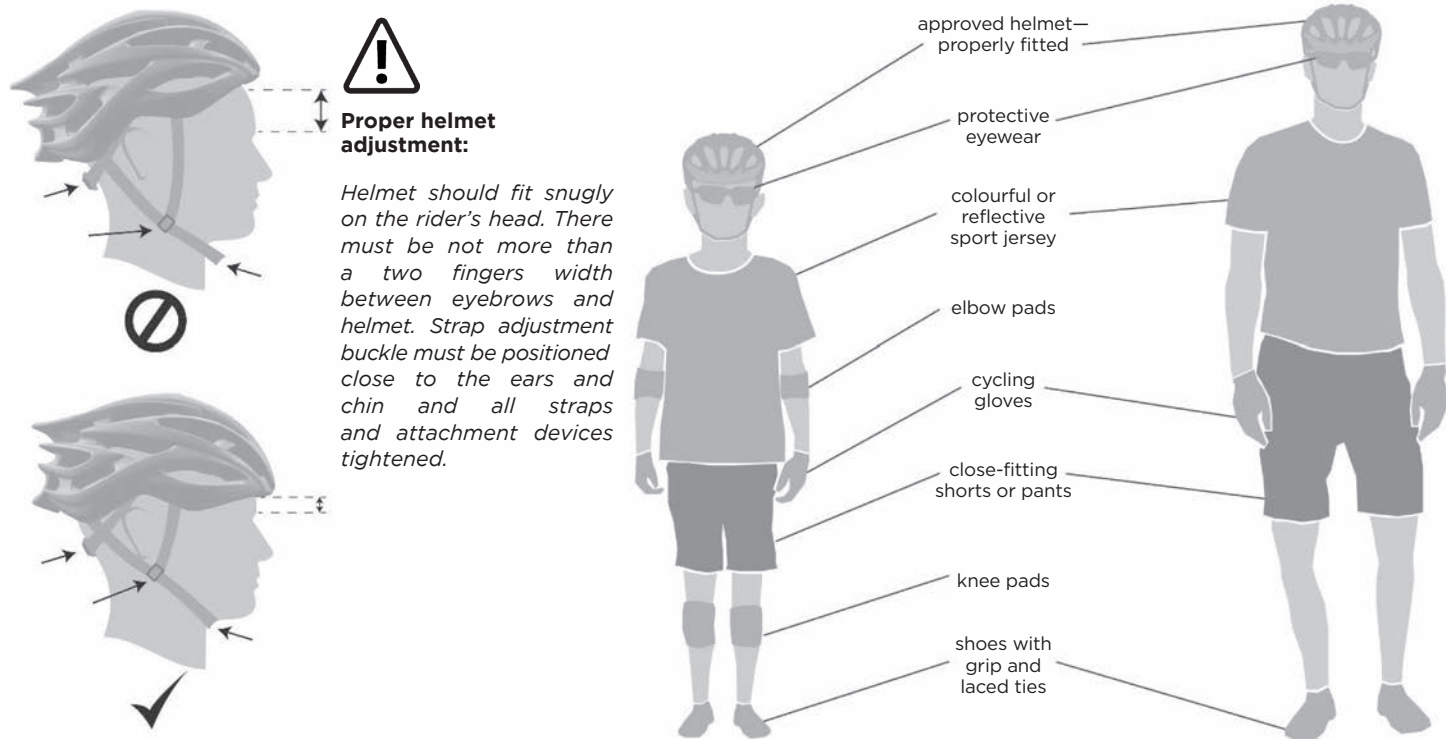 Proper helmet
adjustment:
Helmet should fit snugly
on the rider's head. There
must be not more than
a two fingers width
between eyebrows and
helmet. Strap adjustment
buckle must be positioned
close to the ears and
chin and all straps
and attachment devices
tightened.
approved helmet—
properly fitted
protective
eyewear
colourful or
reflective
sport jersey
elbow pads
cycling
gloves
close-fitting
shorts or pants
knee pads
shoes with
grip and
laced ties